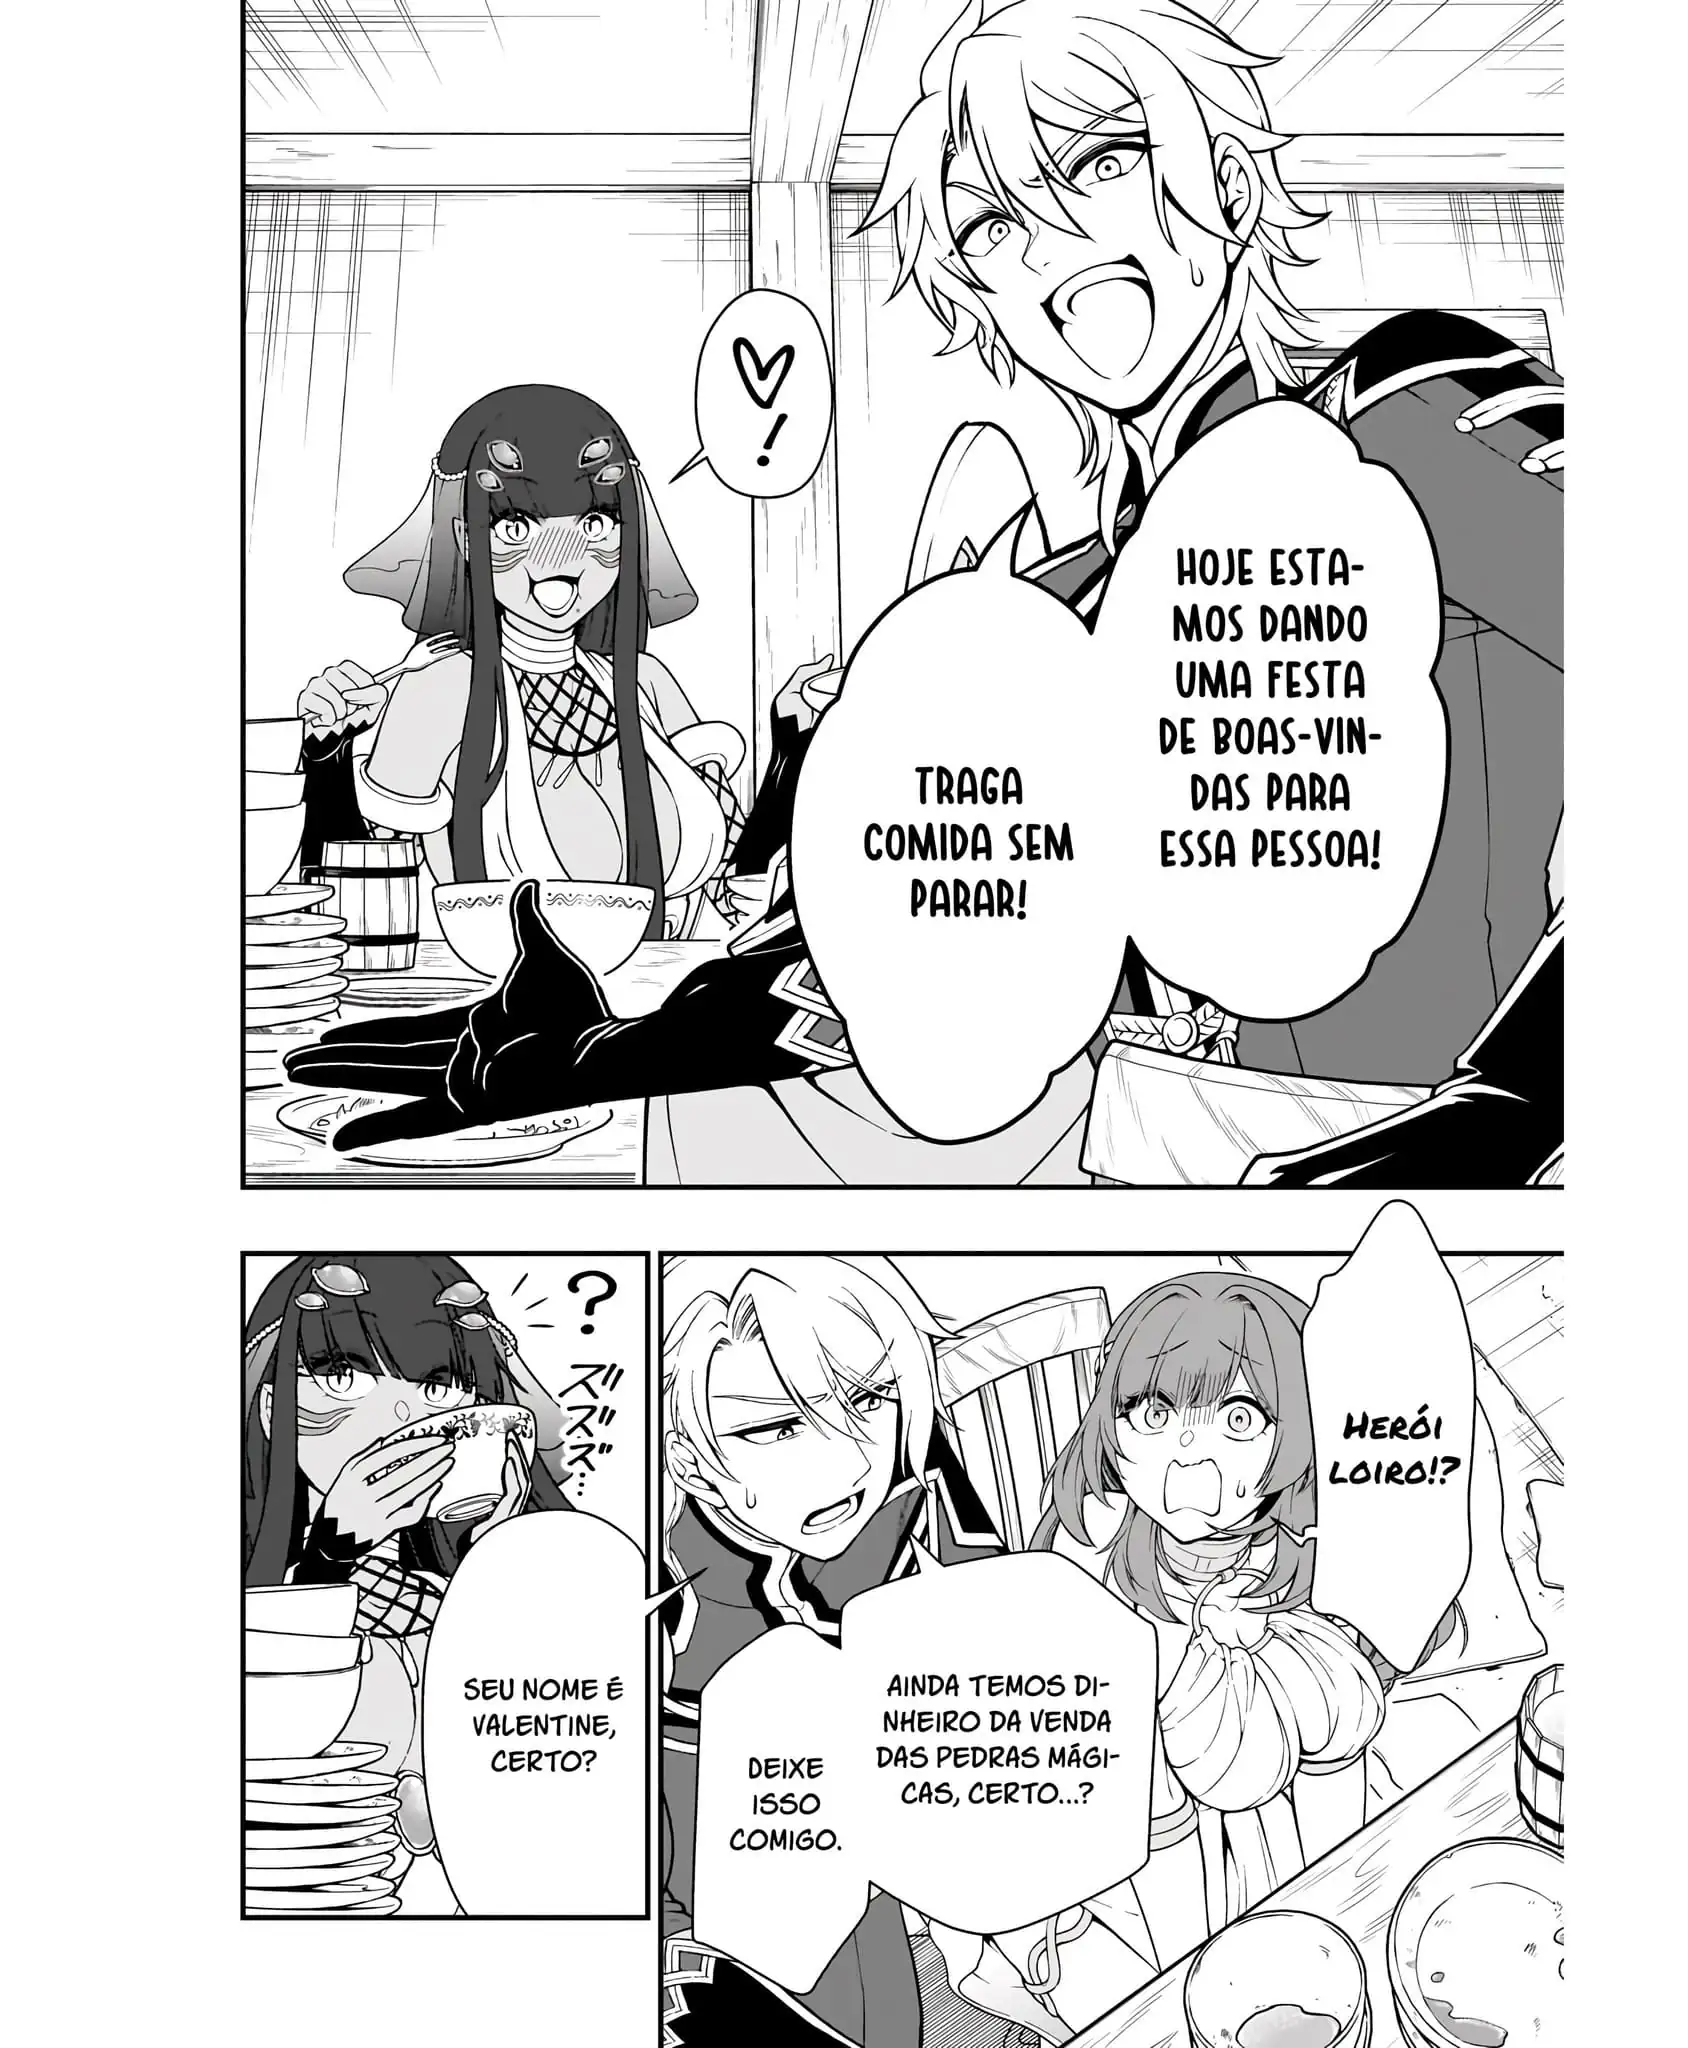 HOJE ESTA-
MOS DANDO
UMA FESTA
DE BOAS-VIN-
DAS PARA
ESSA PESSOA!
TRAGA
COMIDA SEM
PARAR!
!
HERÓI
LOIRO!?
AINDA TEMOS DI-
NHEIRO DA VENDA
DAS PEDRAS MÁGI-
CAS, CERTO...?
DEIXE
ISSO
COMIGO.
?
ズズズズ...
SEU NOME É
VALENTINE,
CERTO?